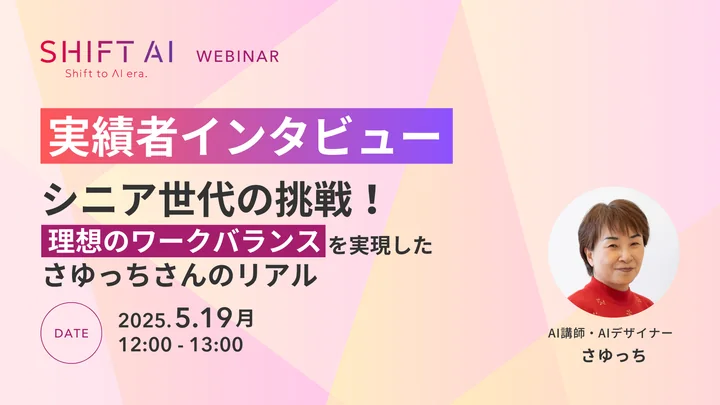 SHIFT AI WEBINAR
Shift to AI era.
実績者インタビュー
シニア世代の挑戦！
理想のワークバランスを実現した
さゆっちさんのリアル
DATE
2025.5.19月
12:00 - 13:00
AI講師・AIデザイナー
さゆっち